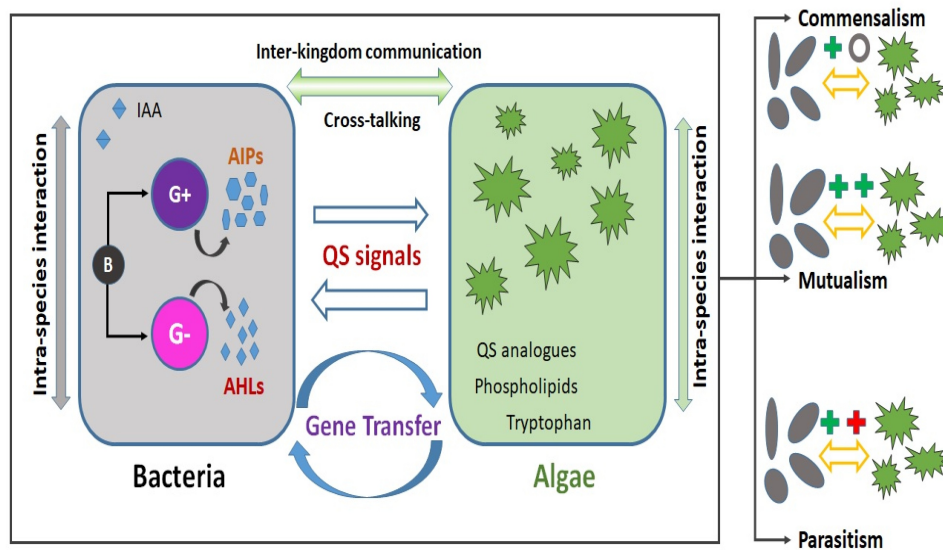 Inter-kingdom communication
Cross-talking
Intra-species interaction
IAA
AIPs
G+
B
G-
AHLs
Bacteria
QS signals
Gene Transfer
QS analogues
Phospholipids
Tryptophan
Algae
Intra-species interaction
Commensalism
Mutualism
Parasitism